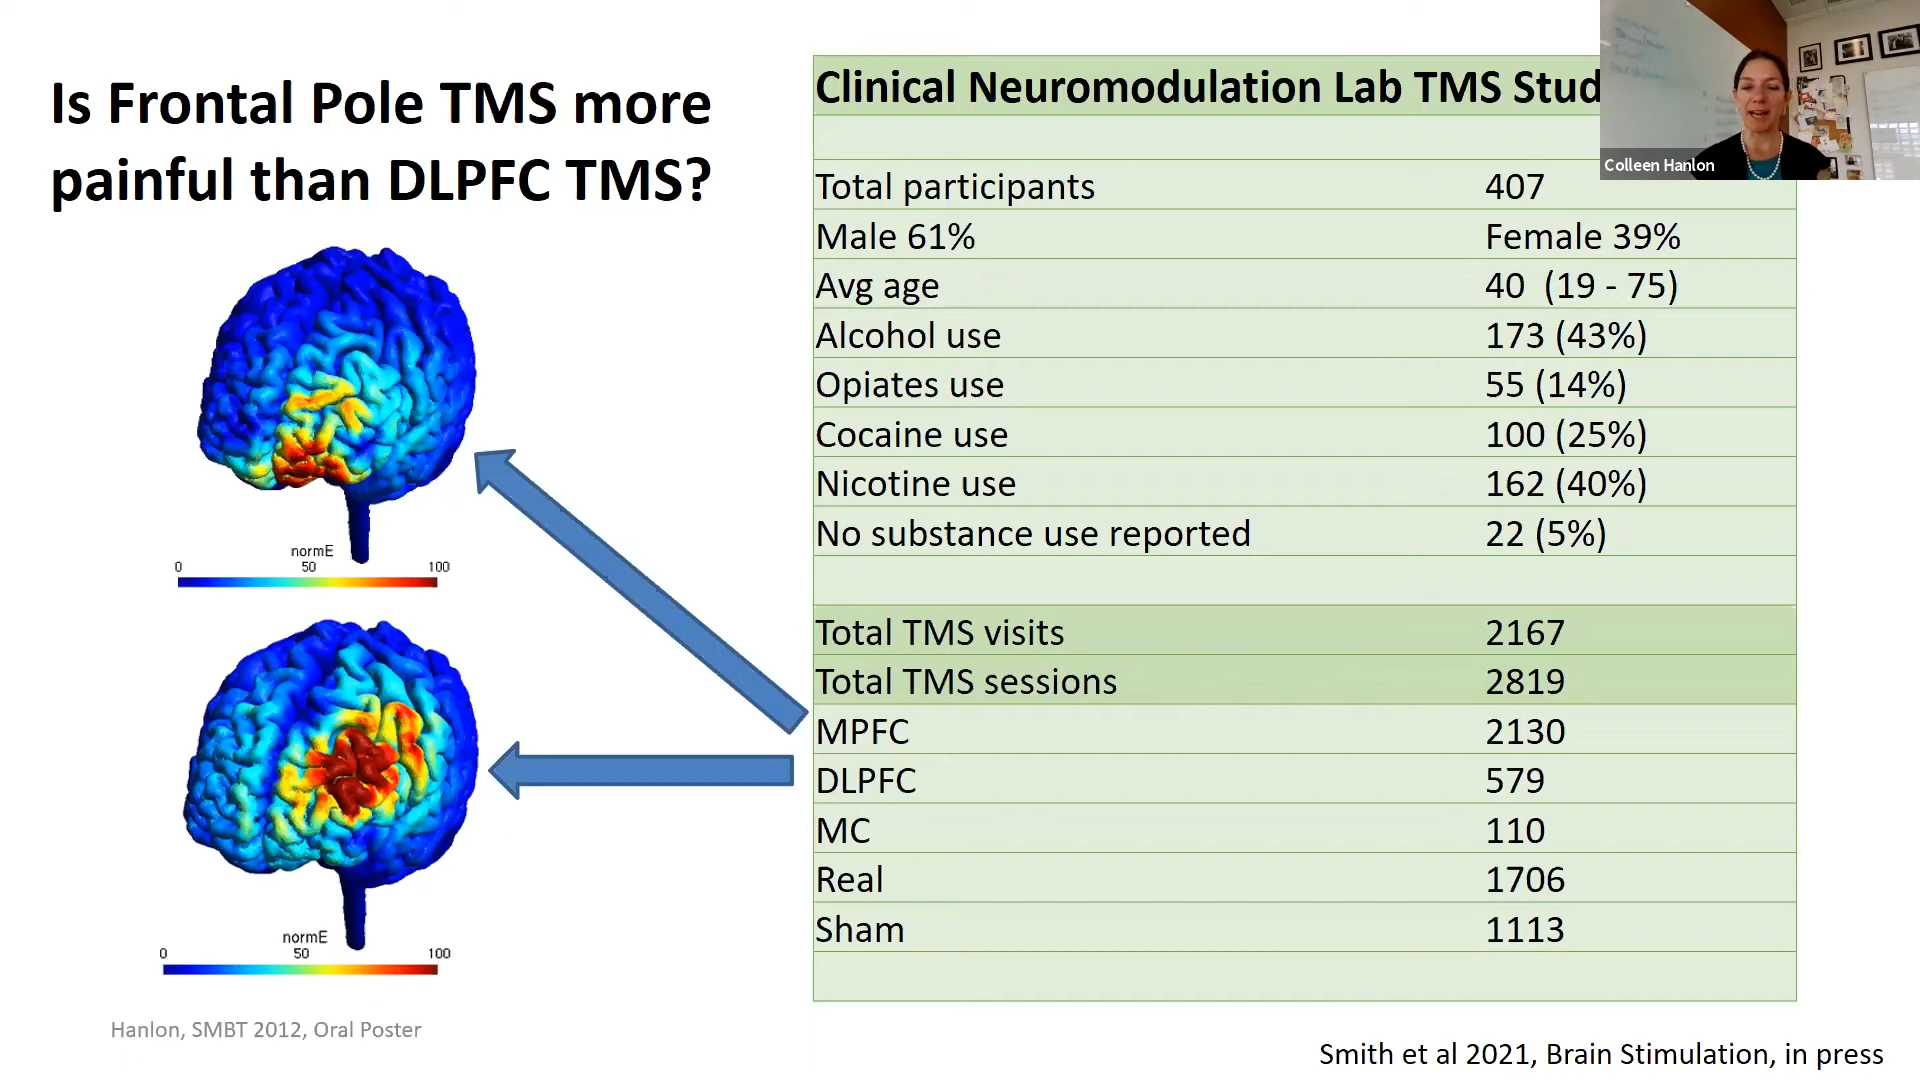 Is Frontal Pole TMS more
painful than DLPFC TMS?
normE
0 50 100
normE
0 50 100
Hanlon, SMBT 2012, Oral Poster
Clinical Neuromodulation Lab TMS Stud
Total participants 407
Male 61% Female 39%
Avg age 40 (19 - 75)
Alcohol use 173 (43%)
Opiates use 55 (14%)
Cocaine use 100 (25%)
Nicotine use 162 (40%)
No substance use reported 22 (5%)
Total TMS visits 2167
Total TMS sessions 2819
MPFC 2130
DLPFC 579
MC 110
Real 1706
Sham 1113
Smith et al 2021, Brain Stimulation, in press
Colleen Hanlon